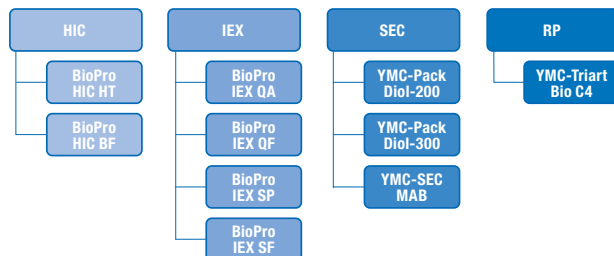 HIC
BioPro
HIC HT
BioPro
HIC BF
IEX
BioPro
IEX QA
BioPro
IEX QF
BioPro
IEX SP
BioPro
IEX SF
SEC
YMC-Pack
Diol-200
YMC-Pack
Diol-300
YMC-SEC
MAB
RP
YMC-Triart
Bio C4